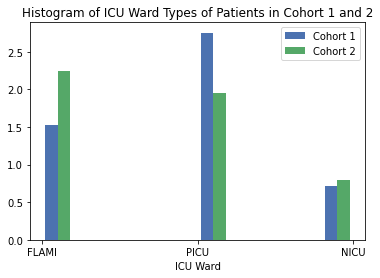 Histogram of ICU Ward Types of Patients in Cohort 1 and 2
Cohort 1
Cohort 2
2.5
2.0
1.5
1.0
0.5
0.0
FLAMI PICU NICU
ICU Ward